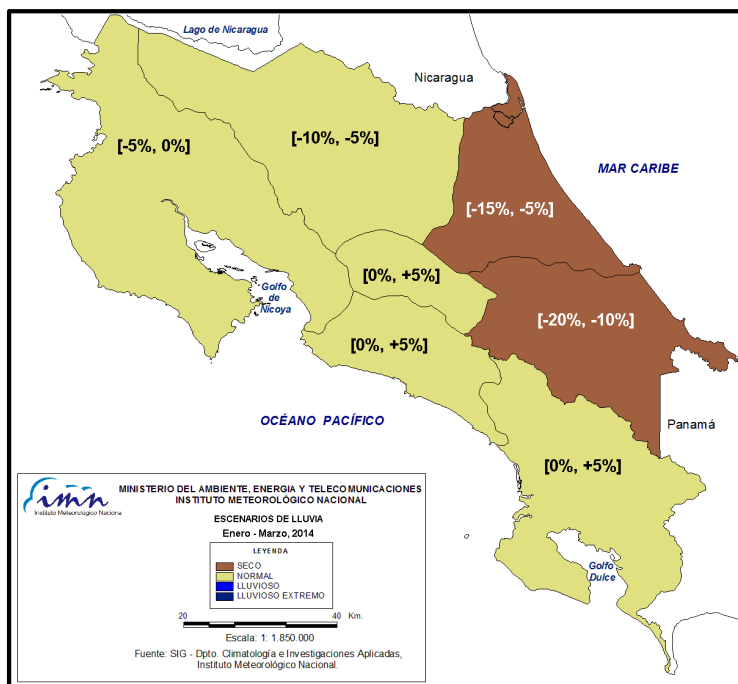 Lago de Nicaragua
Nicaragua
[-5%, 0%]
[-10%, -5%]
MAR CARIBE
[-15%, -5%]
[0%, +5%]
Golfo
de
Nicoya
[-20%, -10%]
[0%, +5%]
OCÉANO PACÍFICO
Panamá
[0%, +5%]
Golfo
Dulce
imn
Instituto Meteorologico Naciona
MINISTERIO DEL AMBIENTE, ENERGIA Y TELECOMUNICACIONES
INSTITUTO METEOROLÓGICO NACIONAL
ESCENARIOS DE LLUVIA
Enero - Marzo, 2014
LEYENDA
SECO
NORMAL
LLUVIOSO
LLUVIOSO EXTREMO
20 40 Km.
Escala: 1: 1.850.000
Fuente: SIG - Dpto. Climatología e Investigaciones Aplicadas,
Instituto Meteorológico Nacional.